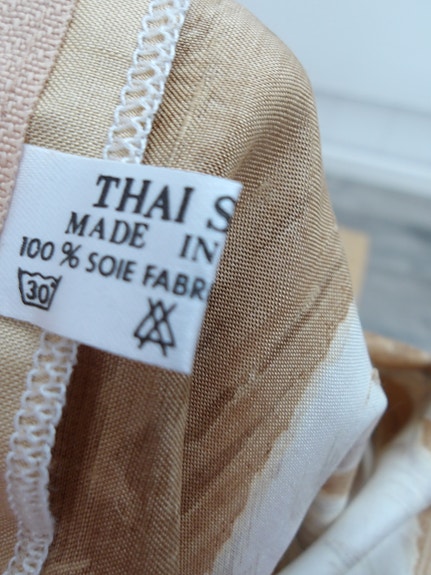 THAI S
MADE IN
100 % SOIE FABR
30